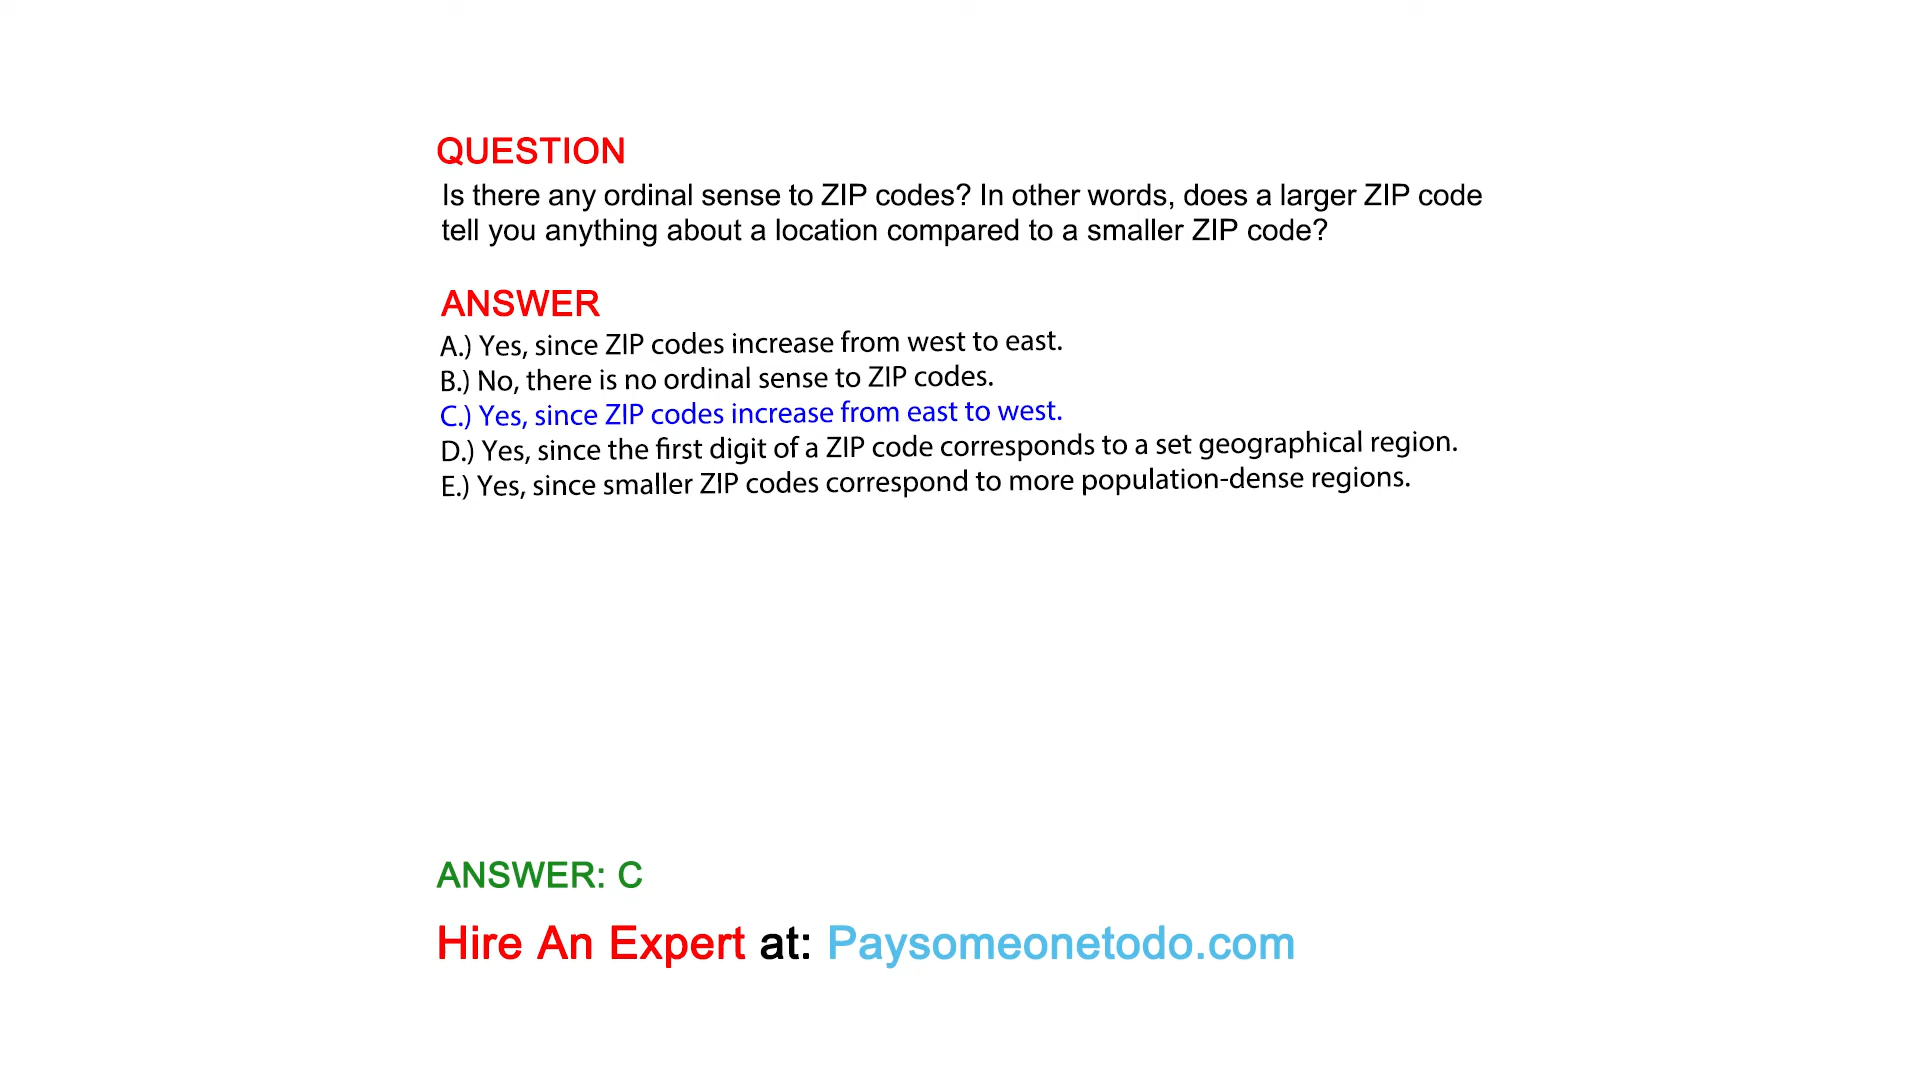 QUESTION
Is there any ordinal sense to ZIP codes? In other words, does a larger ZIP code
tell you anything about a location compared to a smaller ZIP code?
ANSWER
A.) Yes, since ZIP codes increase from west to east.
B.) No, there is no ordinal sense to ZIP codes.
C.) Yes, since ZIP codes increase from east to west.
D.) Yes, since the first digit of a ZIP code corresponds to a set geographical region.
E.) Yes, since smaller ZIP codes correspond to more population-dense regions.
ANSWER: C
Hire An Expert at: Paysomeonetodo.com